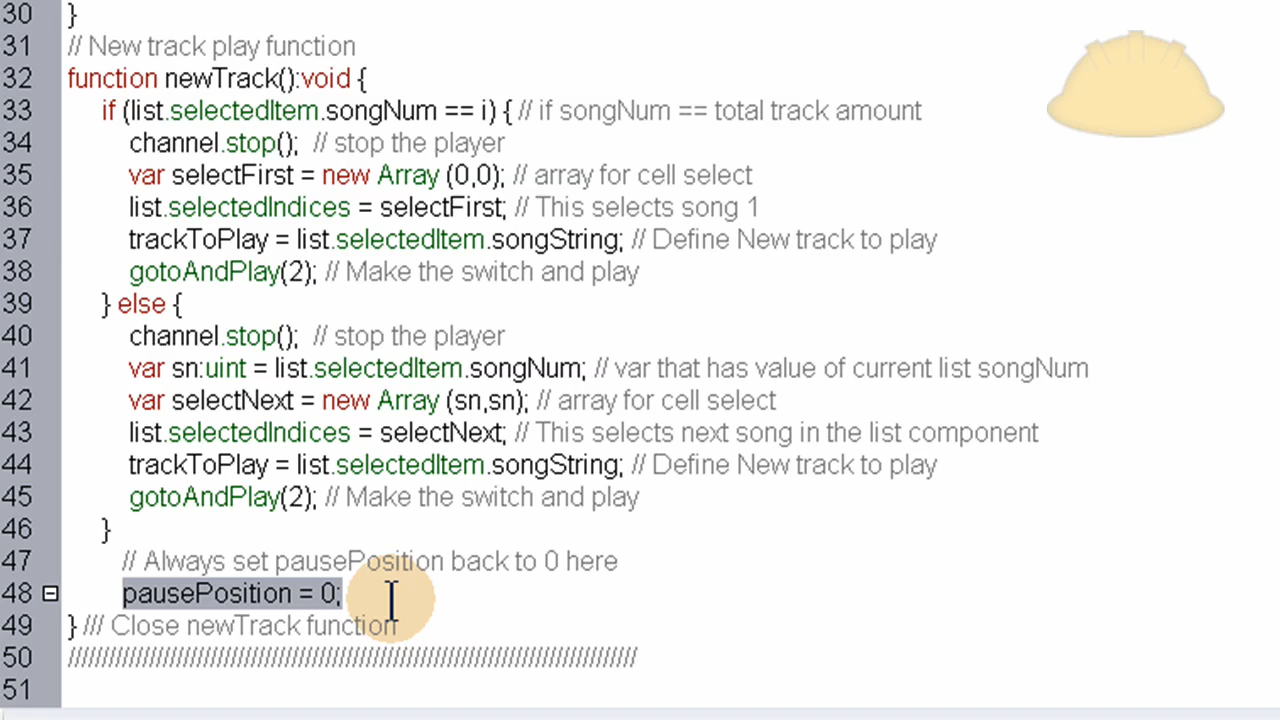 30 }
31 // New track play function
32 function newTrack():void {
33 if (list.selectedItem.songNum == i) { // if songNum == total track amount
34 channel.stop(); // stop the player
35 var selectFirst = new Array (0,0); // array for cell select
36 list.selectedIndices = selectFirst; // This selects song 1
37 trackToPlay = list.selectedItem.songString; // Define New track to play
38 gotoAndPlay(2); // Make the switch and play
39 } else {
40 channel.stop(); // stop the player
41 var sn:uint = list.selectedItem.songNum; // var that has value of current list songNum
42 var selectNext = new Array (sn,sn); // array for cell select
43 list.selectedIndices = selectNext; // This selects next song in the list component
44 trackToPlay = list.selectedItem.songString; // Define New track to play
45 gotoAndPlay(2); // Make the switch and play
46 }
47 // Always set pausePosition back to 0 here
48 pausePosition = 0;
49 } /// Close newTrack function
50 ////////////////////////////////////////////////////////////////////////////////////
51